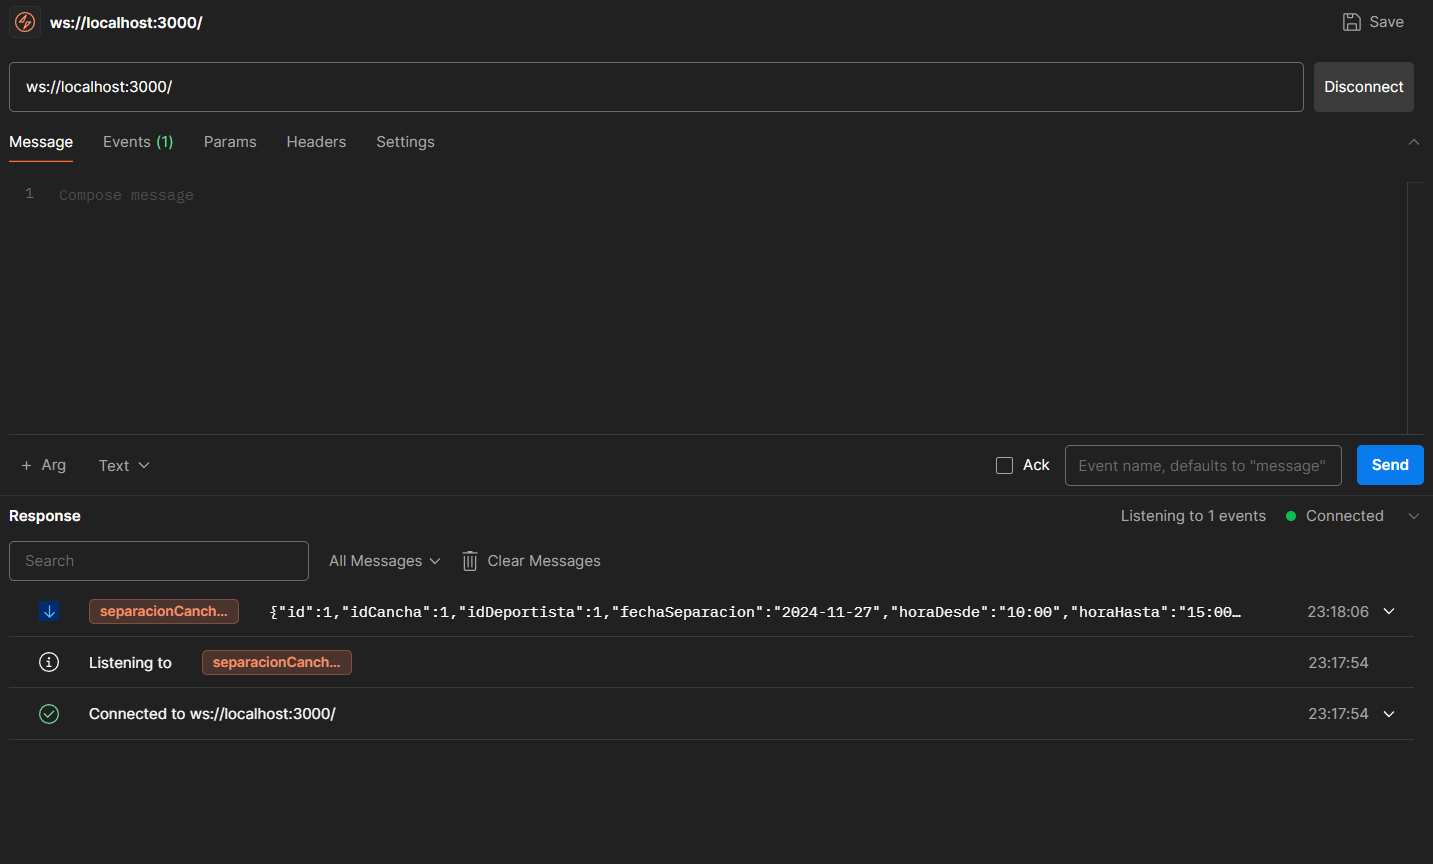 ws://localhost:3000/
Save
ws://localhost:3000/
Disconnect
Message Events (1) Params Headers Settings
1 Compose message
+ Arg Text
Ack Event name, defaults to "message" Send
Response Listening to 1 events Connected
Search All Messages Clear Messages
separacionCanch... {"id":1,"idCancha":1,"idDeportista":1,"fechaSeparacion":"2024-11-27","horaDesde":"10:00","horaHasta":"15:00… 23:18:06
Listening to separacionCanch... 23:17:54
Connected to ws://localhost:3000/ 23:17:54